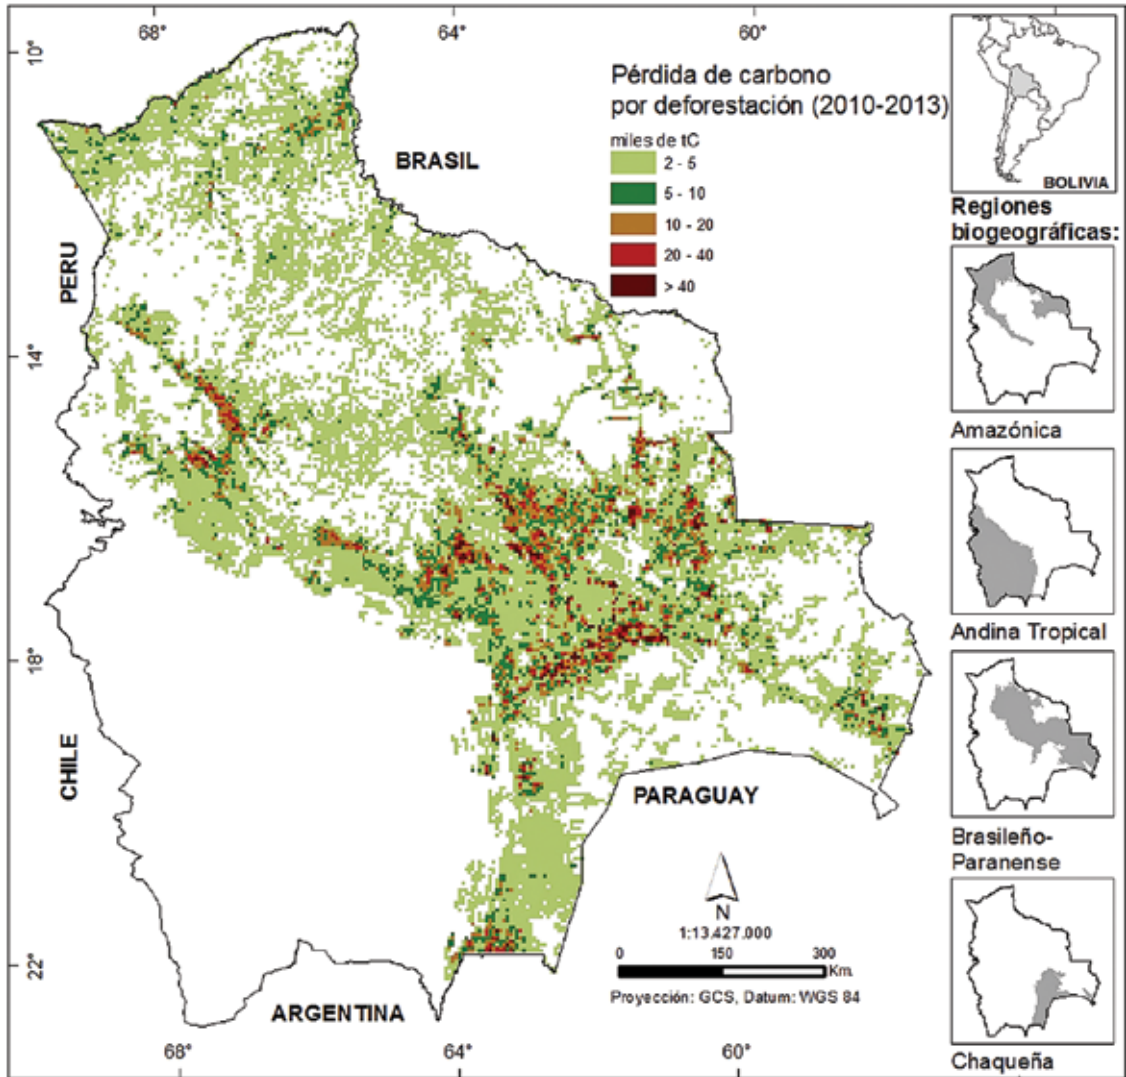 68°
64°
60°
10°
14°
18°
22°
Pérdida de carbono
por deforestación (2010-2013)
miles de tC
2 - 5
5 - 10
10 - 20
20 - 40
> 40
BRASIL
PERU
CHILE
PARAGUAY
ARGENTINA
N
1:13.427.000
0 150 300
Km.
Proyección: GCS, Datum: WGS 84
68°
64°
60°
BOLIVIA
Regiones
biogeográficas:
Amazónica
Andina Tropical
Brasileño-
Paranense
Chaqueña